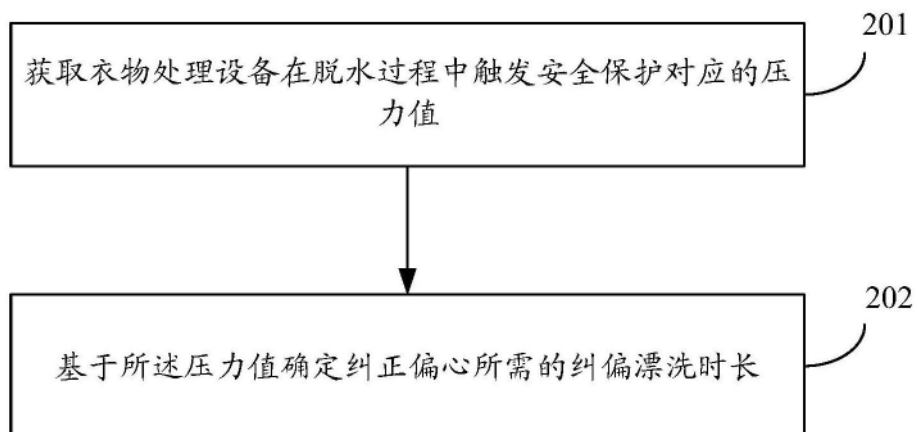 201
获取衣物处理设备在脱水过程中触发安全保护对应的压
力值
202
基于所述压力值确定纠正偏心所需的纠偏漂洗时长